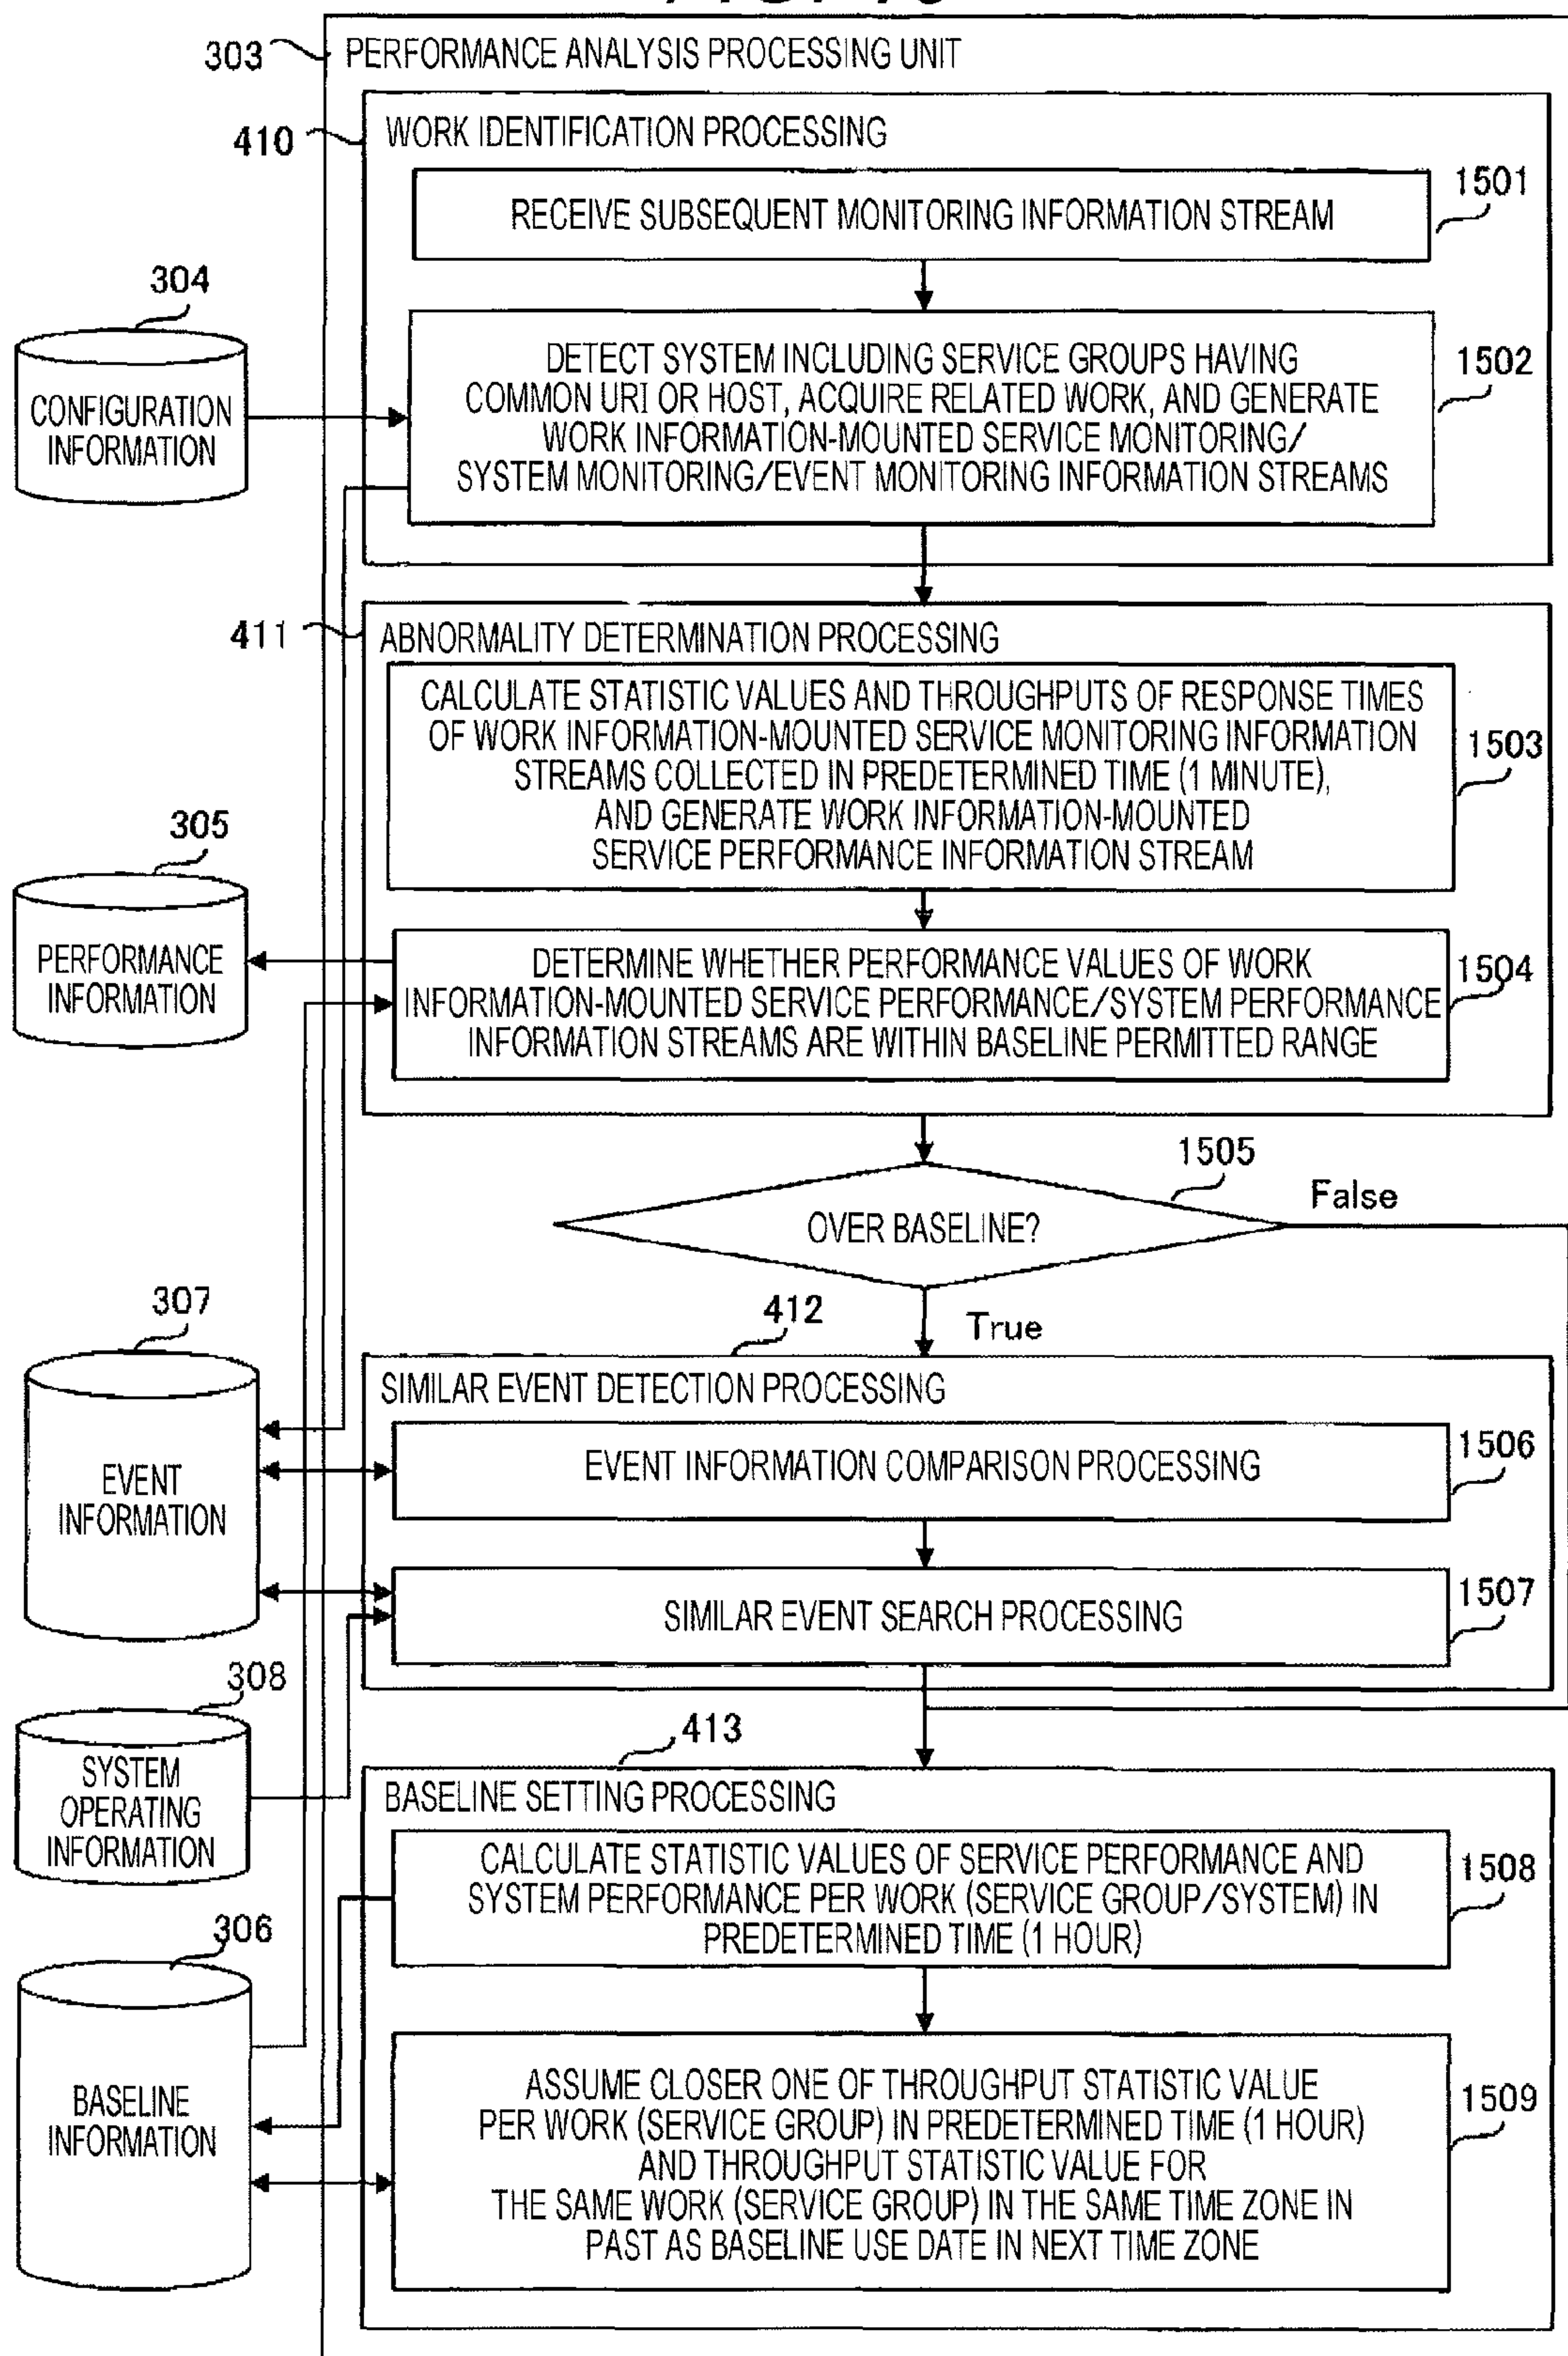 303 PERFORMANCE ANALYSIS PROCESSING UNIT
410 WORK IDENTIFICATION PROCESSING
1501
RECEIVE SUBSEQUENT MONITORING INFORMATION STREAM
304
CONFIGURATION
INFORMATION
1502
DETECT SYSTEM INCLUDING SERVICE GROUPS HAVING
COMMON URI OR HOST, ACQUIRE RELATED WORK, AND GENERATE
WORK INFORMATION-MOUNTED SERVICE MONITORING/
SYSTEM MONITORING/EVENT MONITORING INFORMATION STREAMS
411 ABNORMALITY DETERMINATION PROCESSING
CALCULATE STATISTIC VALUES AND THROUGHPUTS OF RESPONSE TIMES
OF WORK INFORMATION-MOUNTED SERVICE MONITORING INFORMATION
STREAMS COLLECTED IN PREDETERMINED TIME (1 MINUTE),
AND GENERATE WORK INFORMATION-MOUNTED
SERVICE PERFORMANCE INFORMATION STREAM
1503
305
PERFORMANCE
INFORMATION
DETERMINE WHETHER PERFORMANCE VALUES OF WORK
INFORMATION-MOUNTED SERVICE PERFORMANCE/SYSTEM PERFORMANCE
INFORMATION STREAMS ARE WITHIN BASELINE PERMITTED RANGE
1504
1505
OVER BASELINE?
False
True
307
EVENT
INFORMATION
412
SIMILAR EVENT DETECTION PROCESSING
EVENT INFORMATION COMPARISON PROCESSING
1506
SIMILAR EVENT SEARCH PROCESSING
1507
308
SYSTEM
OPERATING
INFORMATION
413
BASELINE SETTING PROCESSING
CALCULATE STATISTIC VALUES OF SERVICE PERFORMANCE AND
SYSTEM PERFORMANCE PER WORK (SERVICE GROUP/SYSTEM) IN
PREDETERMINED TIME (1 HOUR)
1508
306
BASELINE
INFORMATION
ASSUME CLOSER ONE OF THROUGHPUT STATISTIC VALUE
PER WORK (SERVICE GROUP) IN PREDETERMINED TIME (1 HOUR)
AND THROUGHPUT STATISTIC VALUE FOR
THE SAME WORK (SERVICE GROUP) IN THE SAME TIME ZONE IN
PAST AS BASELINE USE DATE IN NEXT TIME ZONE
1509